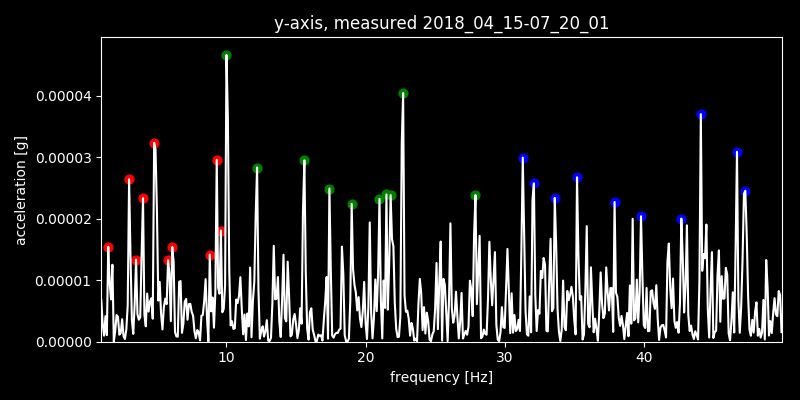 y-axis, measured 2018_04_15-07_20_01
acceleration [g]
0.00004
0.00003
0.00002
0.00001
0.00000
10 20 30 40
frequency [Hz]